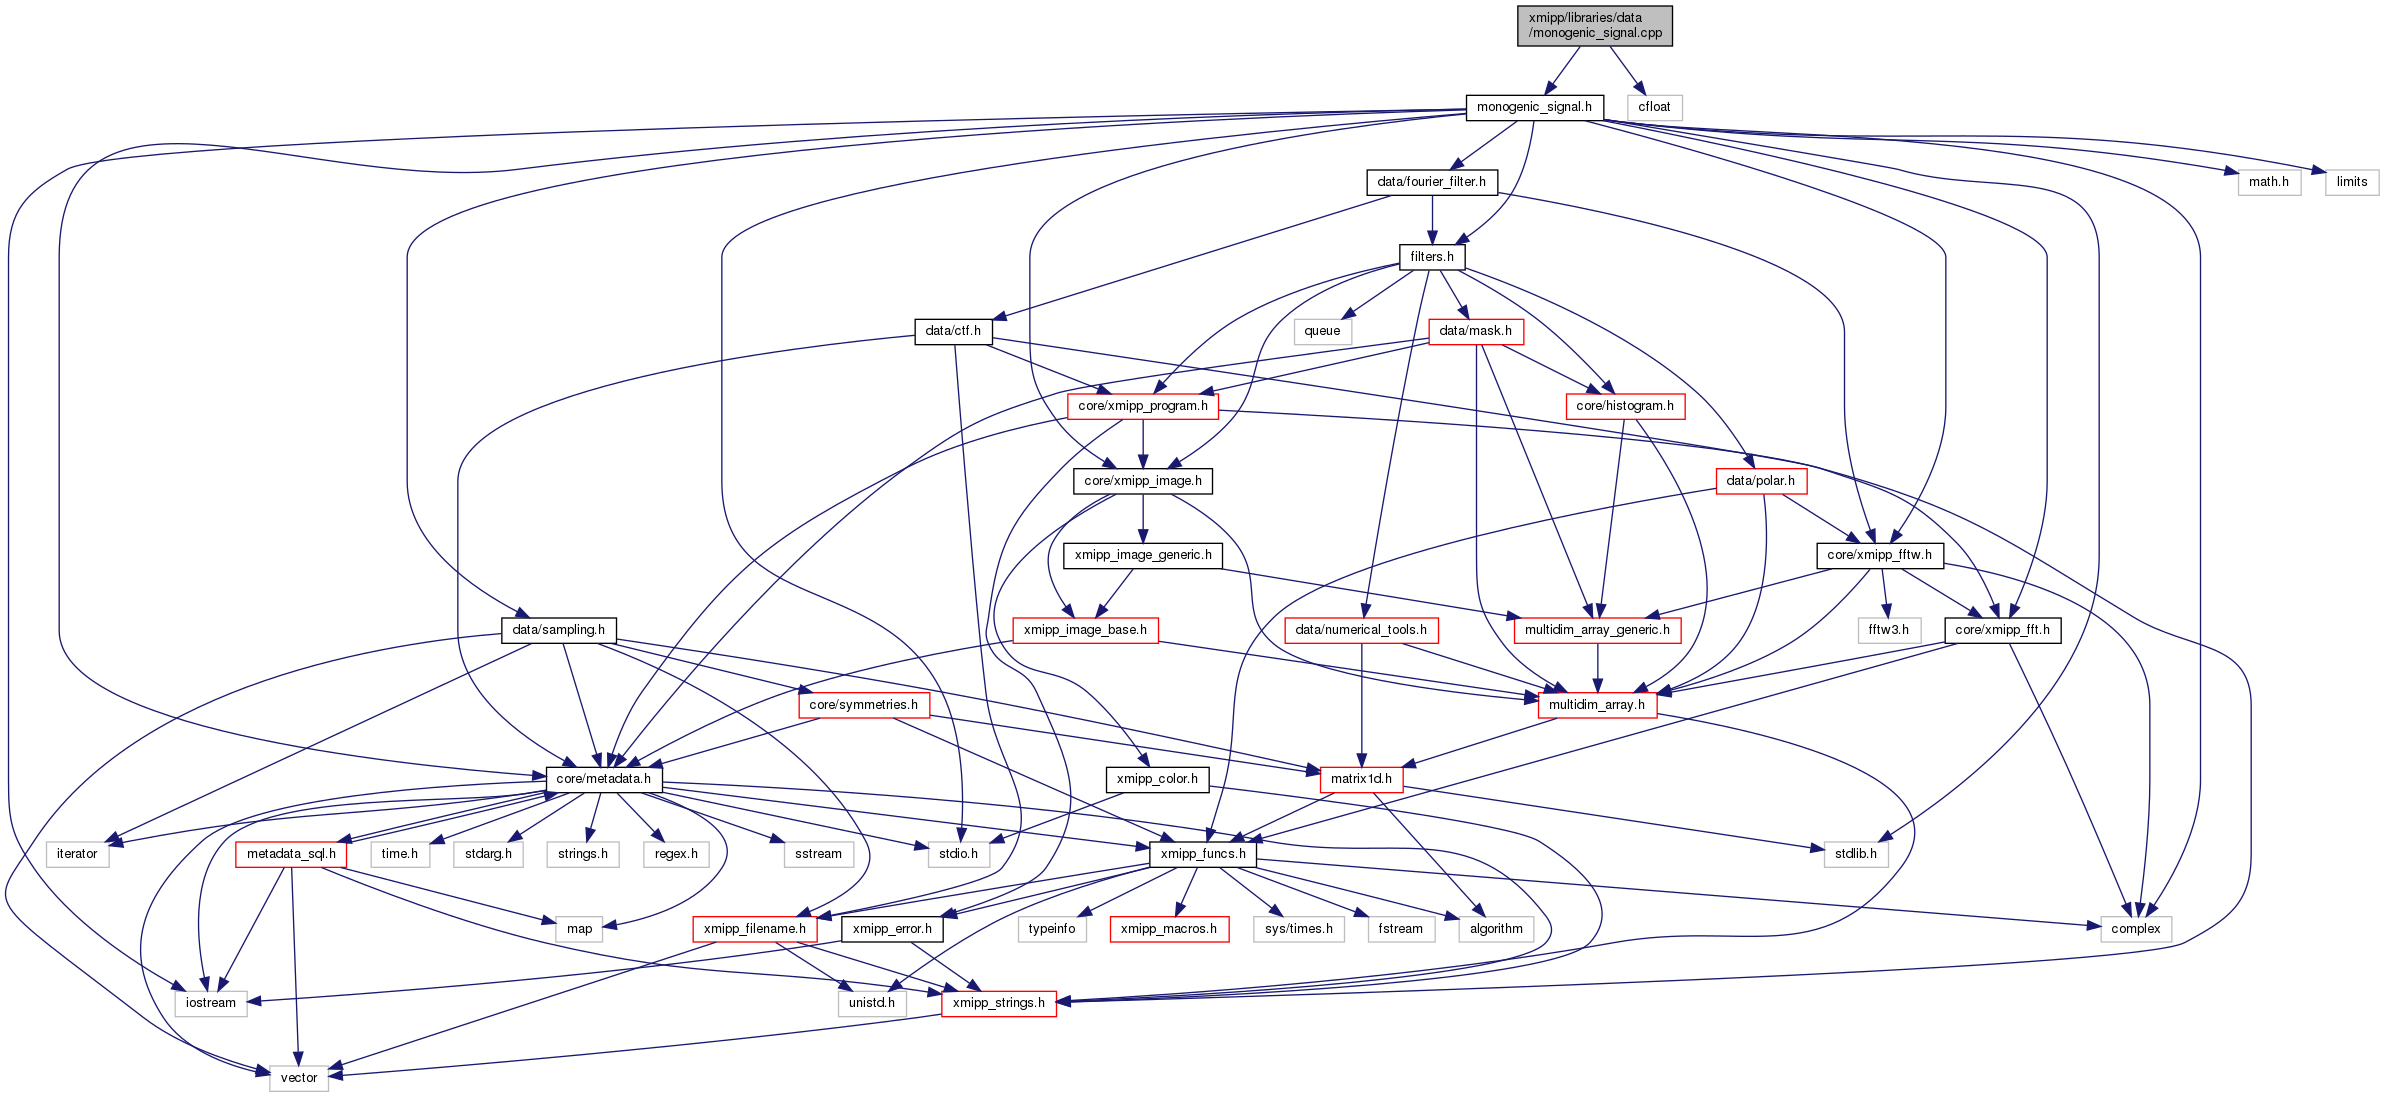 xmipp/libraries/data
/monogenic_signal.cpp
monogenic_signal.h
cfloat
data/fourier_filter.h
math.h
limits
filters.h
data/ctf.h
queue
data/mask.h
core/xmipp_program.h
core/histogram.h
core/xmipp_image.h
data/polar.h
xmipp_image_generic.h
core/xmipp_fftw.h
data/sampling.h
xmipp_image_base.h
data/numerical_tools.h
multidim_array_generic.h
fftw3.h
core/xmipp_fft.h
core/symmetries.h
multidim_array.h
core/metadata.h
xmipp_color.h
matrix1d.h
iterator
metadata_sql.h
time.h
stdarg.h
strings.h
regex.h
sstream
stdio.h
xmipp_funcs.h
stdlib.h
map
xmipp_filename.h
xmipp_error.h
typeinfo
xmipp_macros.h
sys/times.h
fstream
algorithm
complex
iostream
unistd.h
xmipp_strings.h
vector